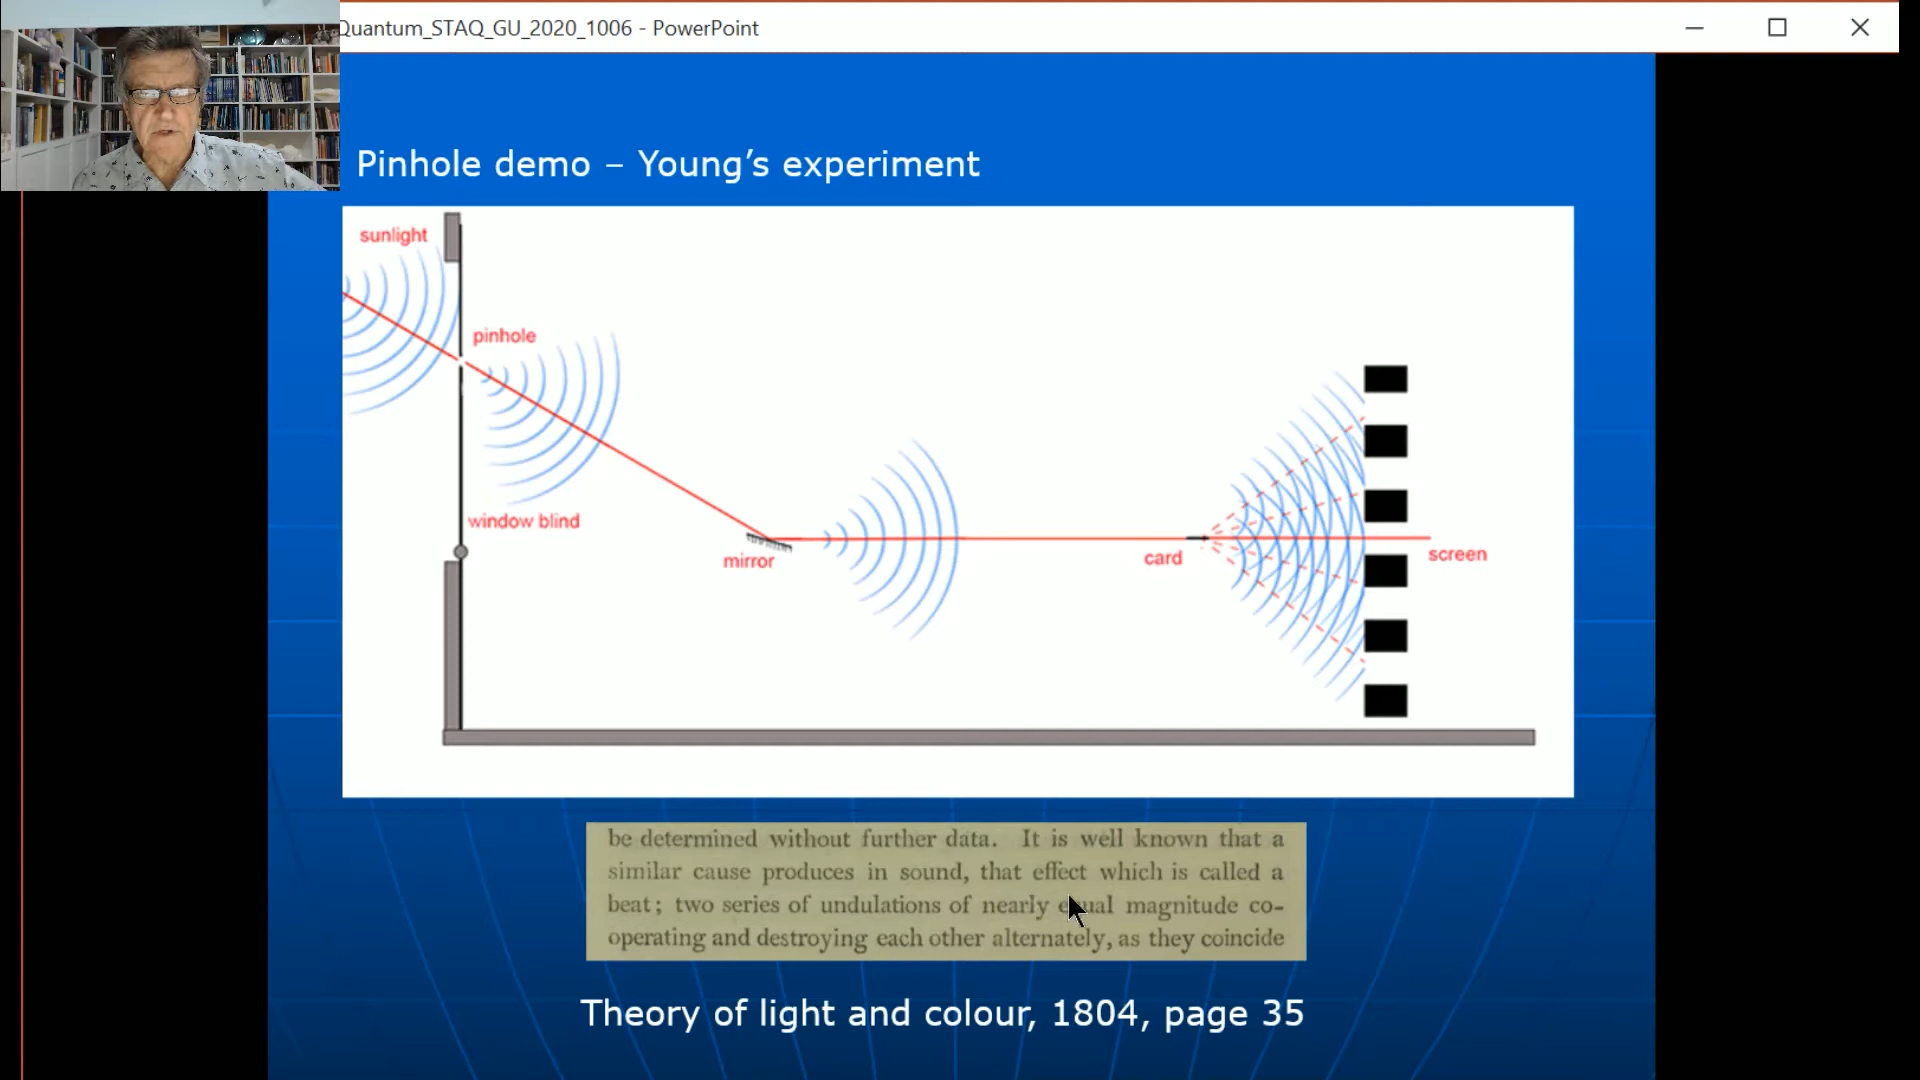 Quantum_STAQ_GU_2020_1006 - PowerPoint
Pinhole demo – Young’s experiment
sunlight
pinhole
window blind
mirror
card
screen
be determined without further data. It is well known that a
similar cause produces in sound, that effect which is called a
beat; two series of undulations of nearly equal magnitude co-
operating and destroying each other alternately, as they coincide
Theory of light and colour, 1804, page 35